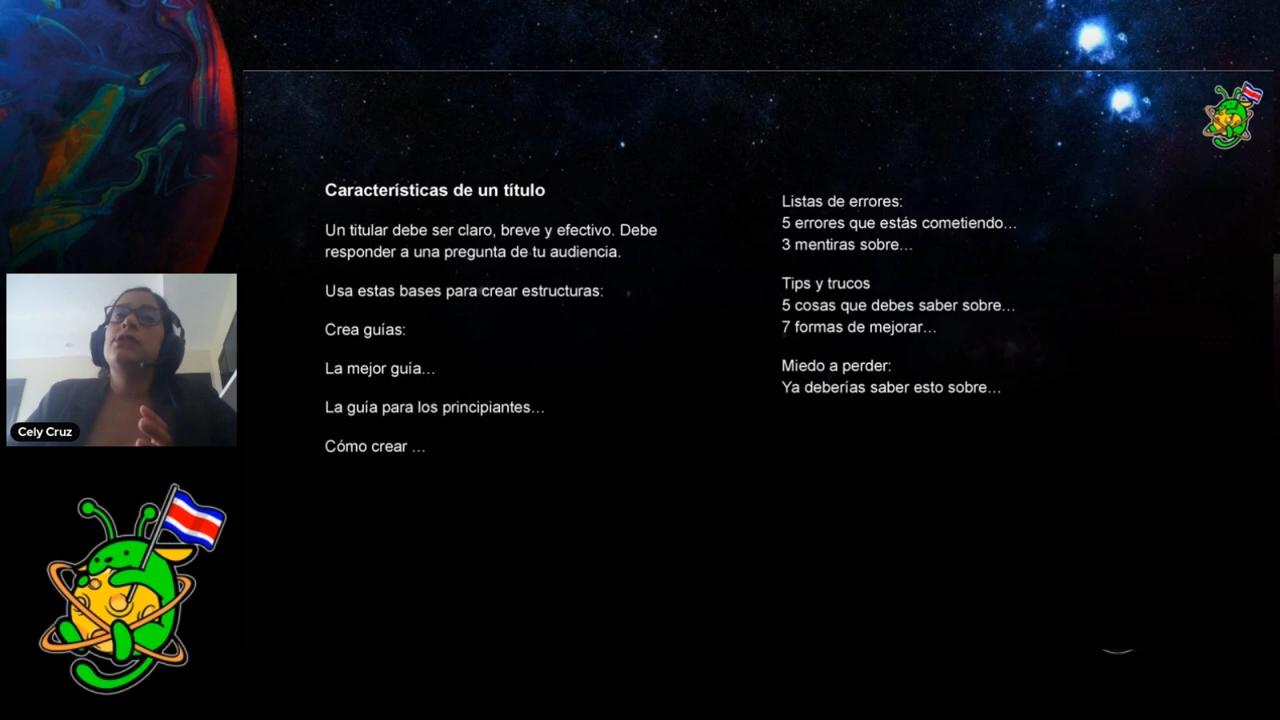 Características de un título
Un titular debe ser claro, breve y efectivo. Debe
responder a una pregunta de tu audiencia.
Usa estas bases para crear estructuras:
Crea guías:
La mejor guía…
La guía para los principiantes…
Cómo crear …
Listas de errores:
5 errores que estás cometiendo…
3 mentiras sobre…
Tips y trucos
5 cosas que debes saber sobre…
7 formas de mejorar…
Miedo a perder:
Ya deberías saber esto sobre…
Cely Cruz